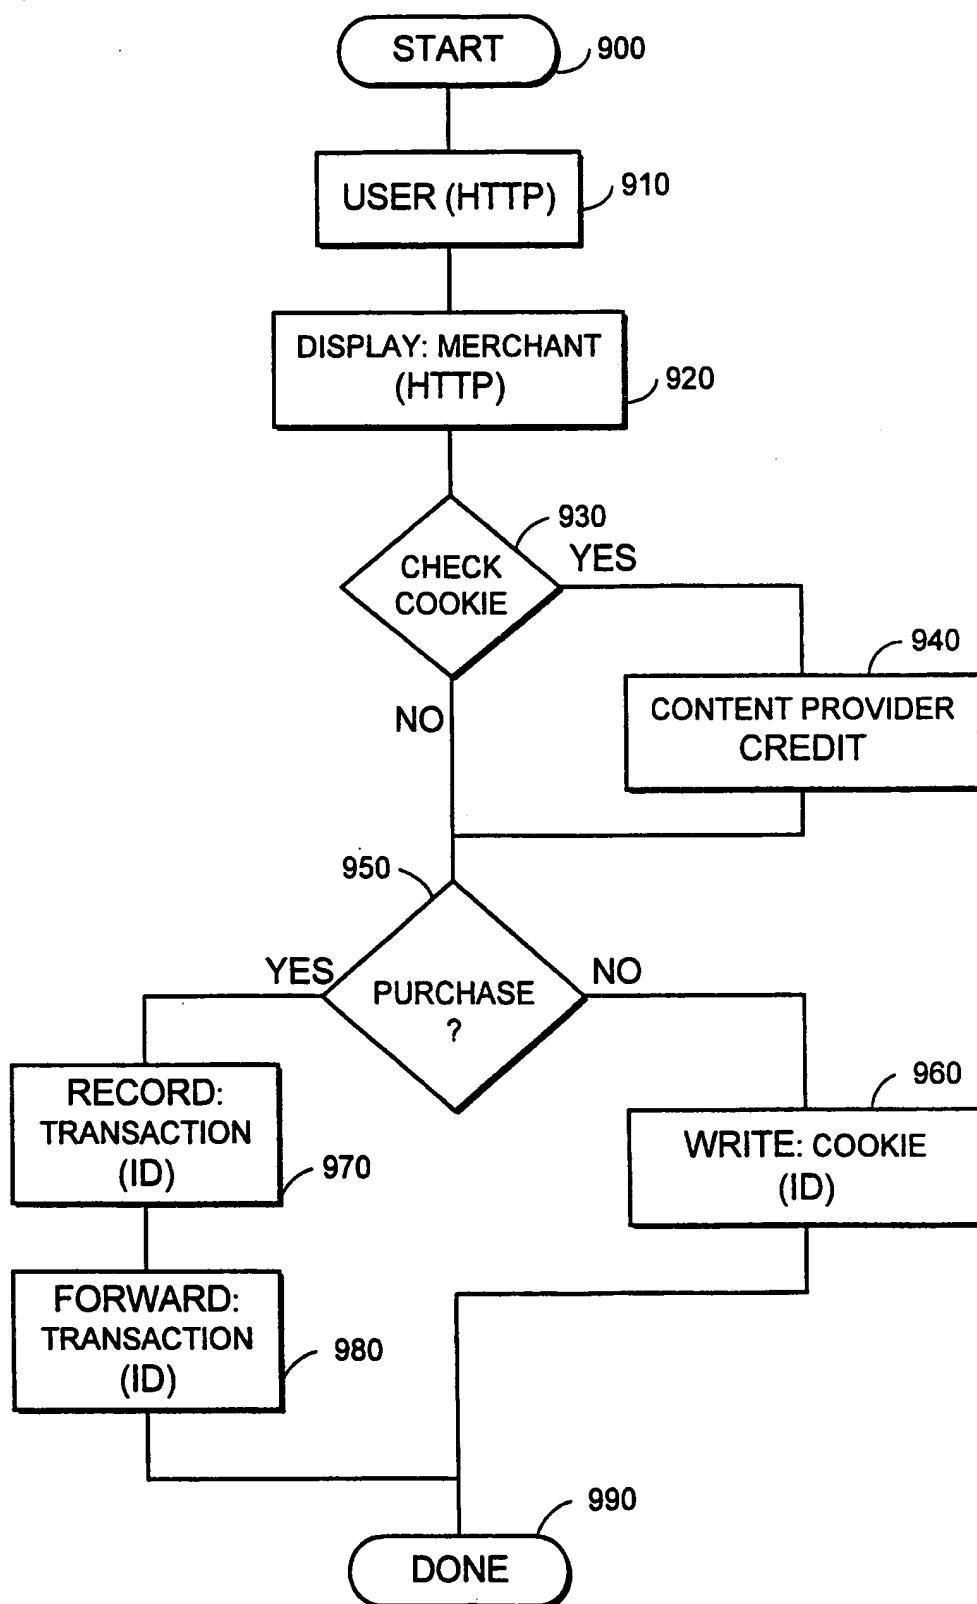 START
900
USER (HTTP)
910
DISPLAY: MERCHANT
(HTTP)
920
930
CHECK
COOKIE
YES
940
NO
CONTENT PROVIDER
CREDIT
950
YES
PURCHASE
?
NO
960
RECORD:
TRANSACTION
(ID)
970
WRITE: COOKIE
(ID)
FORWARD:
TRANSACTION
(ID)
980
990
DONE